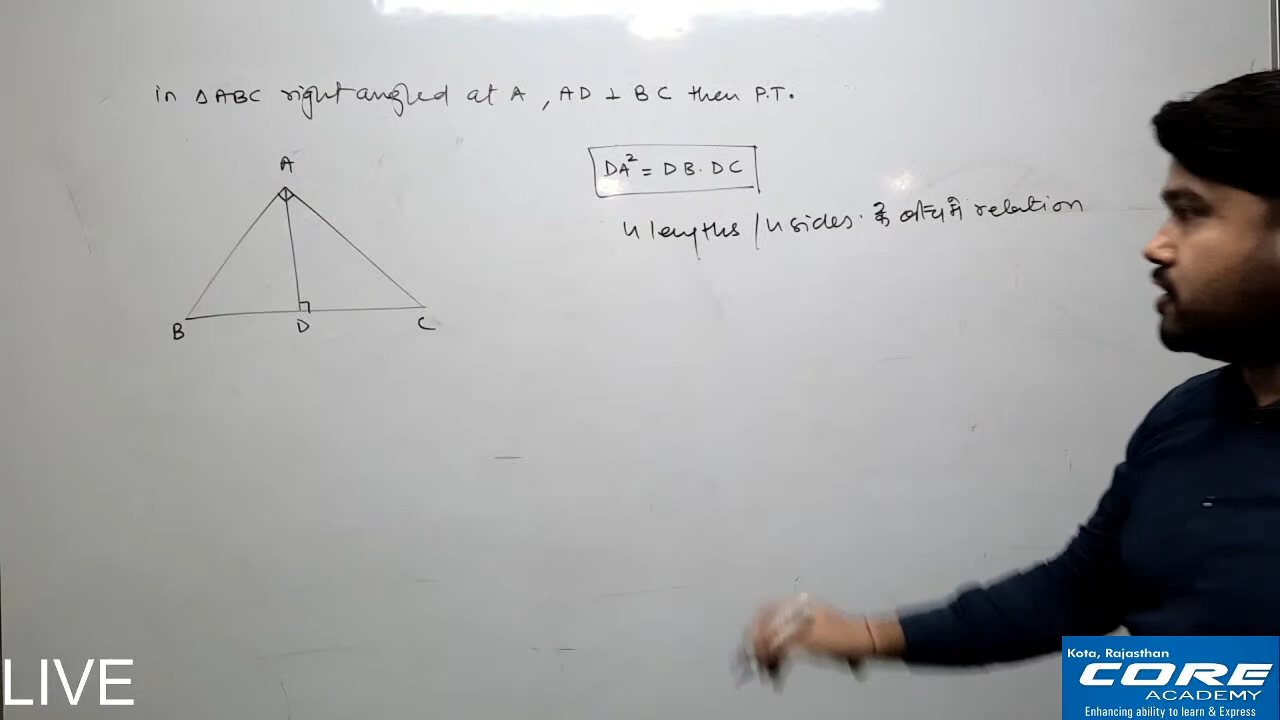 in △ABC right angled at A, AD ⊥ BC then P.T.
DA² = DB. DC
4 lengths / 4 sides. के बीच में relation
A
B
D
C
LIVE
Kota, Rajasthan
CORE
ACADEMY
Enhancing ability to learn & Express